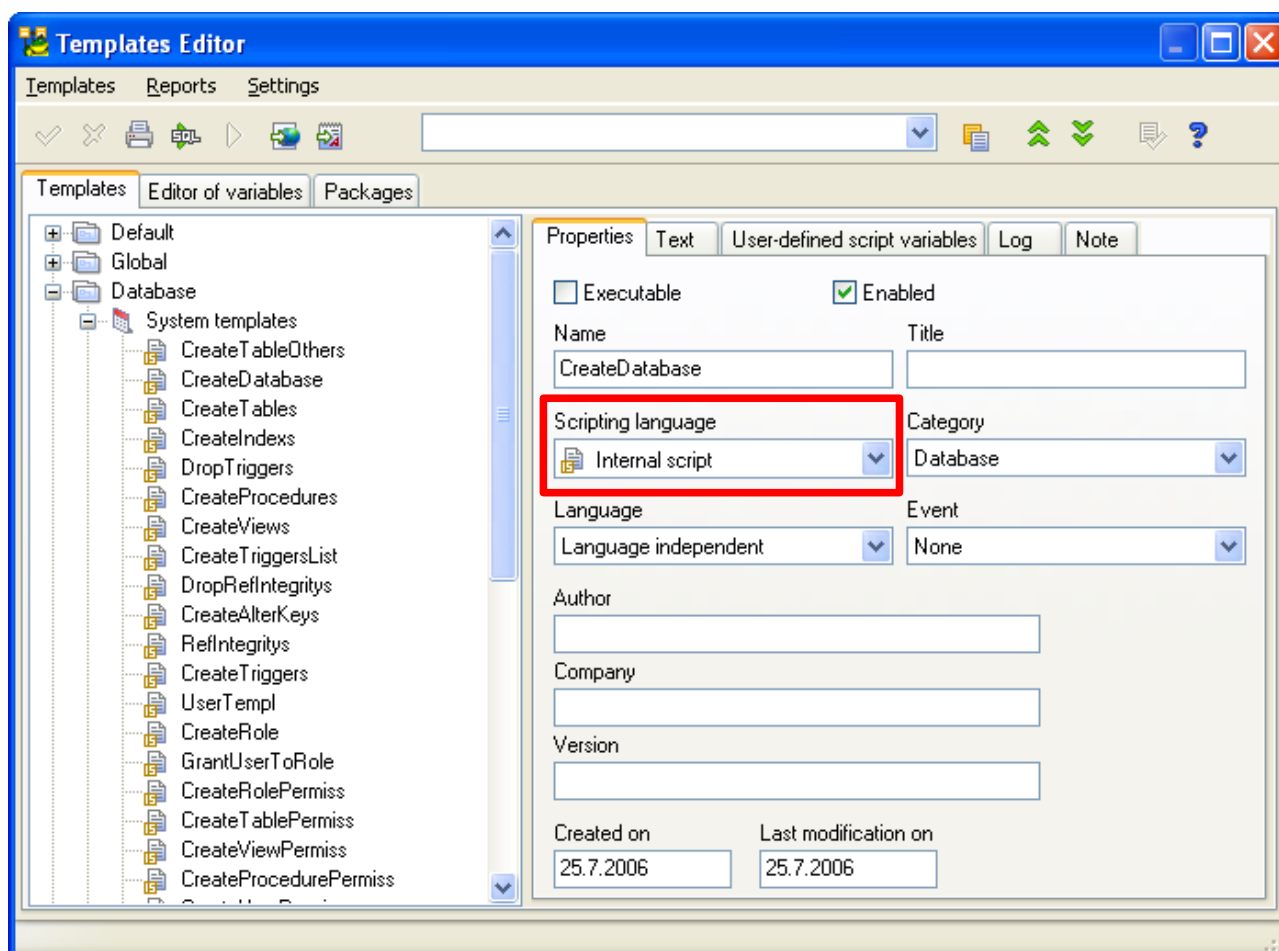 Templates Editor
Templates Reports Settings
SQL
Templates Editor of variables Packages
Default
Global
Database
System templates
CreateTableOthers
CreateDatabase
CreateTables
CreateIndexs
DropTriggers
CreateProcedures
CreateViews
CreateTriggersList
DropRefIntegritys
CreateAlterKeys
RefIntegritys
CreateTriggers
UserTempl
CreateRole
GrantUserToRole
CreateRolePermiss
CreateTablePermiss
CreateViewPermiss
CreateProcedurePermiss
Properties Text User-defined script variables Log Note
Executable Enabled
Name Title
CreateDatabase
Scripting language Category
Internal script Database
Language Event
Language independent None
Author
Company
Version
Created on Last modification on
25.7.2006 25.7.2006